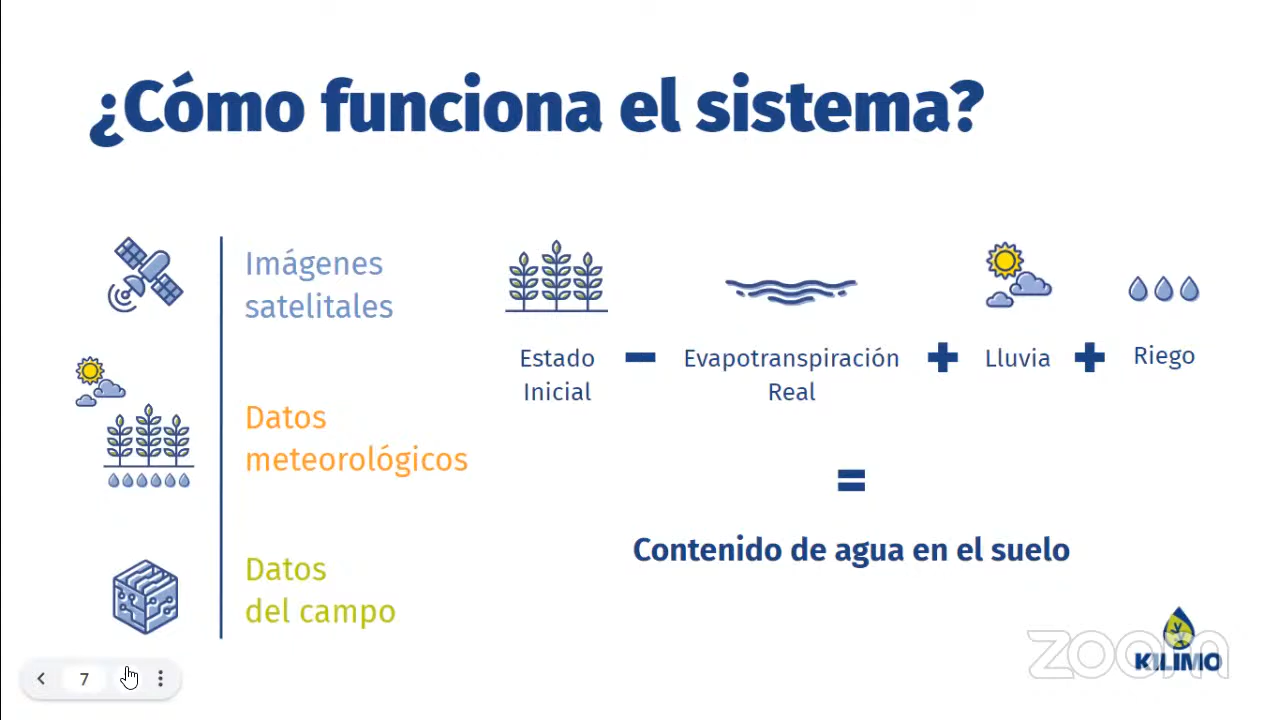 ¿Cómo funciona el sistema?
Imágenes
satelitales
Datos
meteorológicos
Datos
del campo
Estado
Inicial
Evapotranspiración
Real
Lluvia
Riego
=
Contenido de agua en el suelo
7
zoom
KILIMO